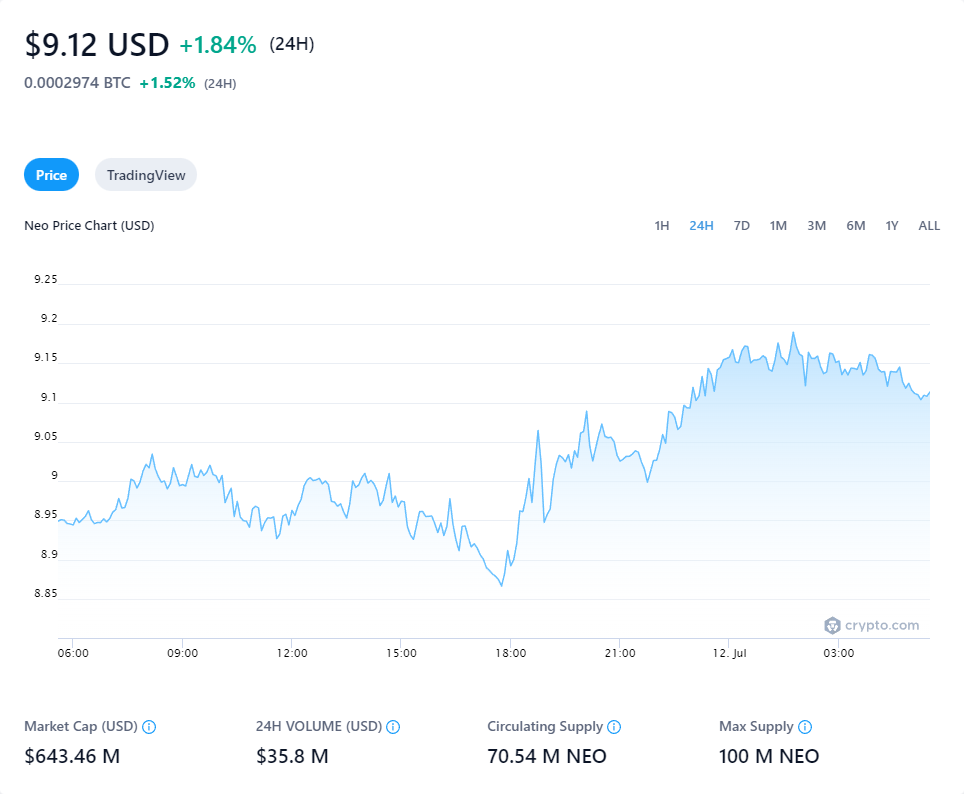 $9.12 USD +1.84% (24H)
0.0002974 BTC +1.52% (24H)
Price TradingView
Neo Price Chart (USD) 1H 24H 7D 1M 3M 6M 1Y ALL
9.25
9.2
9.15
9.1
9.05
9
8.95
8.9
8.85
crypto.com
06:00 09:00 12:00 15:00 18:00 21:00 12. Jul 03:00
Market Cap (USD) 24H VOLUME (USD) Circulating Supply Max Supply
$643.46 M $35.8 M 70.54 M NEO 100 M NEO